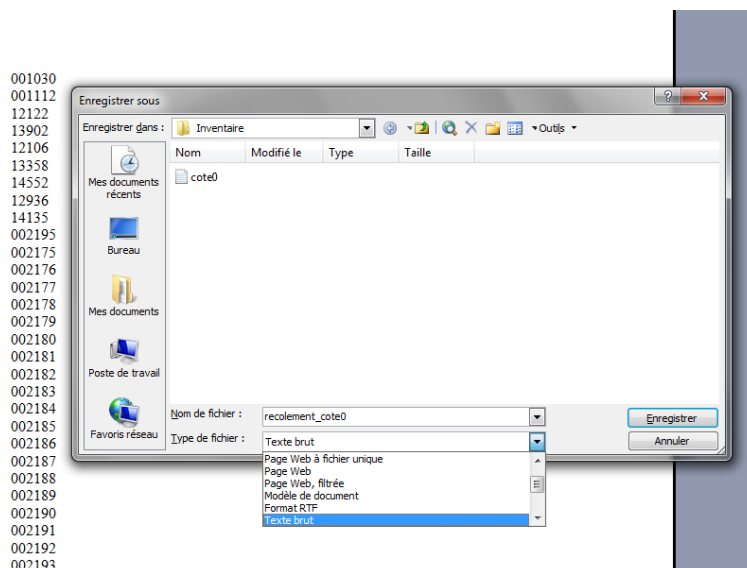 001030
001112
12122
13902
12106
13358
14552
12936
14135
002195
002175
002176
002177
002178
002179
002180
002181
002182
002183
002184
002185
002186
002187
002188
002189
002190
002191
002192
002193
Enregistrer sous
Enregistrer dans : Inventaire Outils
Nom Modifié le Type Taille
cote0
Mes documents
récents
Bureau
Mes documents
Poste de travail
Favoris réseau
Nom de fichier : recolement_cote0 Enregistrer
Type de fichier : Texte brut Annuler
Page Web à fichier unique
Page Web
Page Web, filtrée
Modèle de document
Format RTF
Texte brut